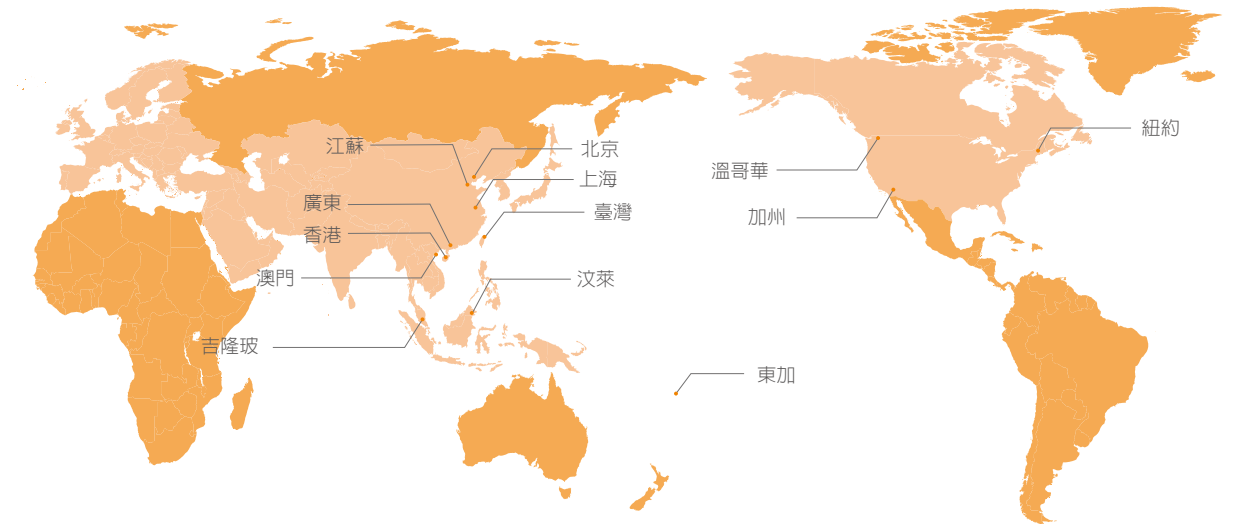 江蘇
北京
上海
廣東
臺灣
香港
澳門
汶萊
吉隆玻
東加
紐約
溫哥華
加州